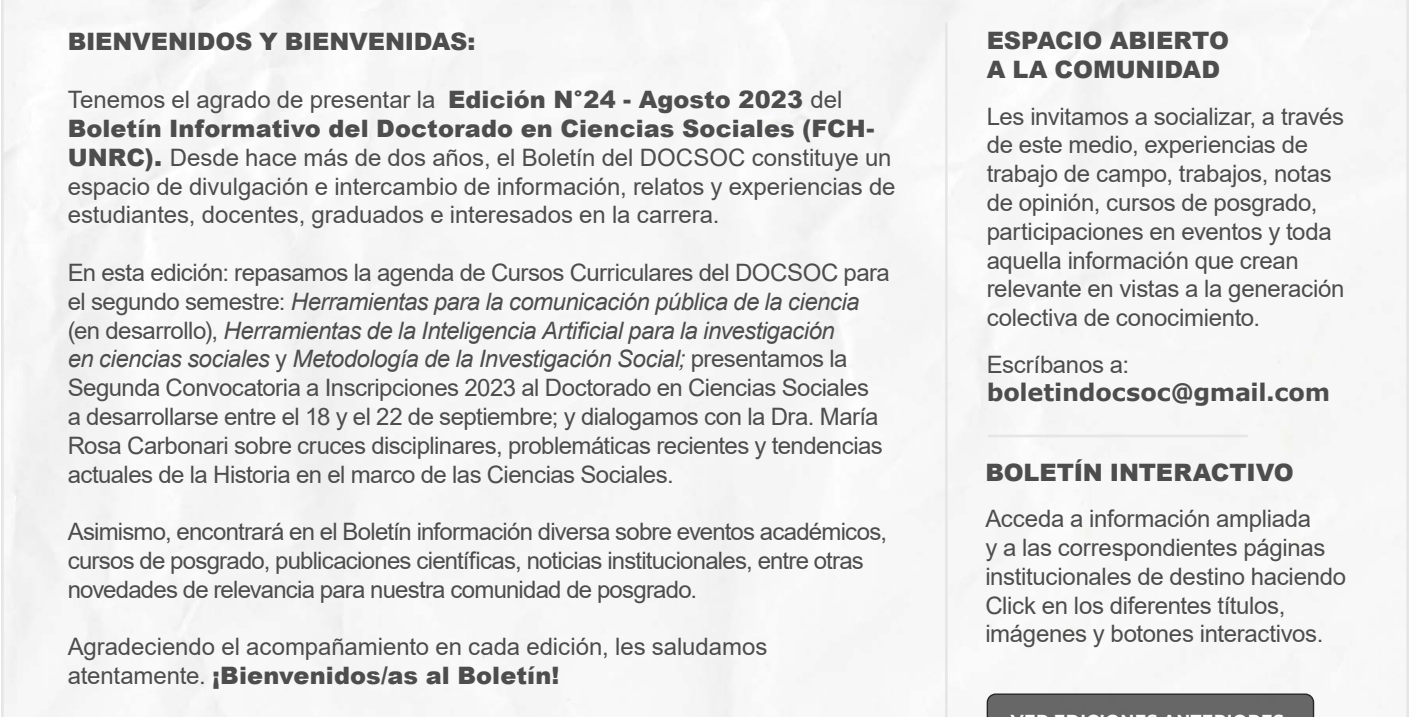 BIENVENIDOS Y BIENVENIDAS:
Tenemos el agrado de presentar la Edición N°24 - Agosto 2023 del
Boletín Informativo del Doctorado en Ciencias Sociales (FCH-
UNRC). Desde hace más de dos años, el Boletín del DOCSOC constituye un
espacio de divulgación e intercambio de información, relatos y experiencias de
estudiantes, docentes, graduados e interesados en la carrera.
En esta edición: repasamos la agenda de Cursos Curriculares del DOCSOC para
el segundo semestre: Herramientas para la comunicación pública de la ciencia
(en desarrollo), Herramientas de la Inteligencia Artificial para la investigación
en ciencias sociales y Metodología de la Investigación Social; presentamos la
Segunda Convocatoria a Inscripciones 2023 al Doctorado en Ciencias Sociales
a desarrollarse entre el 18 y el 22 de septiembre; y dialogamos con la Dra. María
Rosa Carbonari sobre cruces disciplinares, problemáticas recientes y tendencias
actuales de la Historia en el marco de las Ciencias Sociales.
Asimismo, encontrará en el Boletín información diversa sobre eventos académicos,
cursos de posgrado, publicaciones científicas, noticias institucionales, entre otras
novedades de relevancia para nuestra comunidad de posgrado.
Agradeciendo el acompañamiento en cada edición, les saludamos
atentamente. ¡Bienvenidos/as al Boletín!
ESPACIO ABIERTO
A LA COMUNIDAD
Les invitamos a socializar, a través
de este medio, experiencias de
trabajo de campo, trabajos, notas
de opinión, cursos de posgrado,
participaciones en eventos y toda
aquella información que crean
relevante en vistas a la generación
colectiva de conocimiento.
Escríbanos a:
boletindocsoc@gmail.com
BOLETÍN INTERACTIVO
Acceda a información ampliada
y a las correspondientes páginas
institucionales de destino haciendo
Click en los diferentes títulos,
imágenes y botones interactivos.
VER EDICIONES ANTERIORES